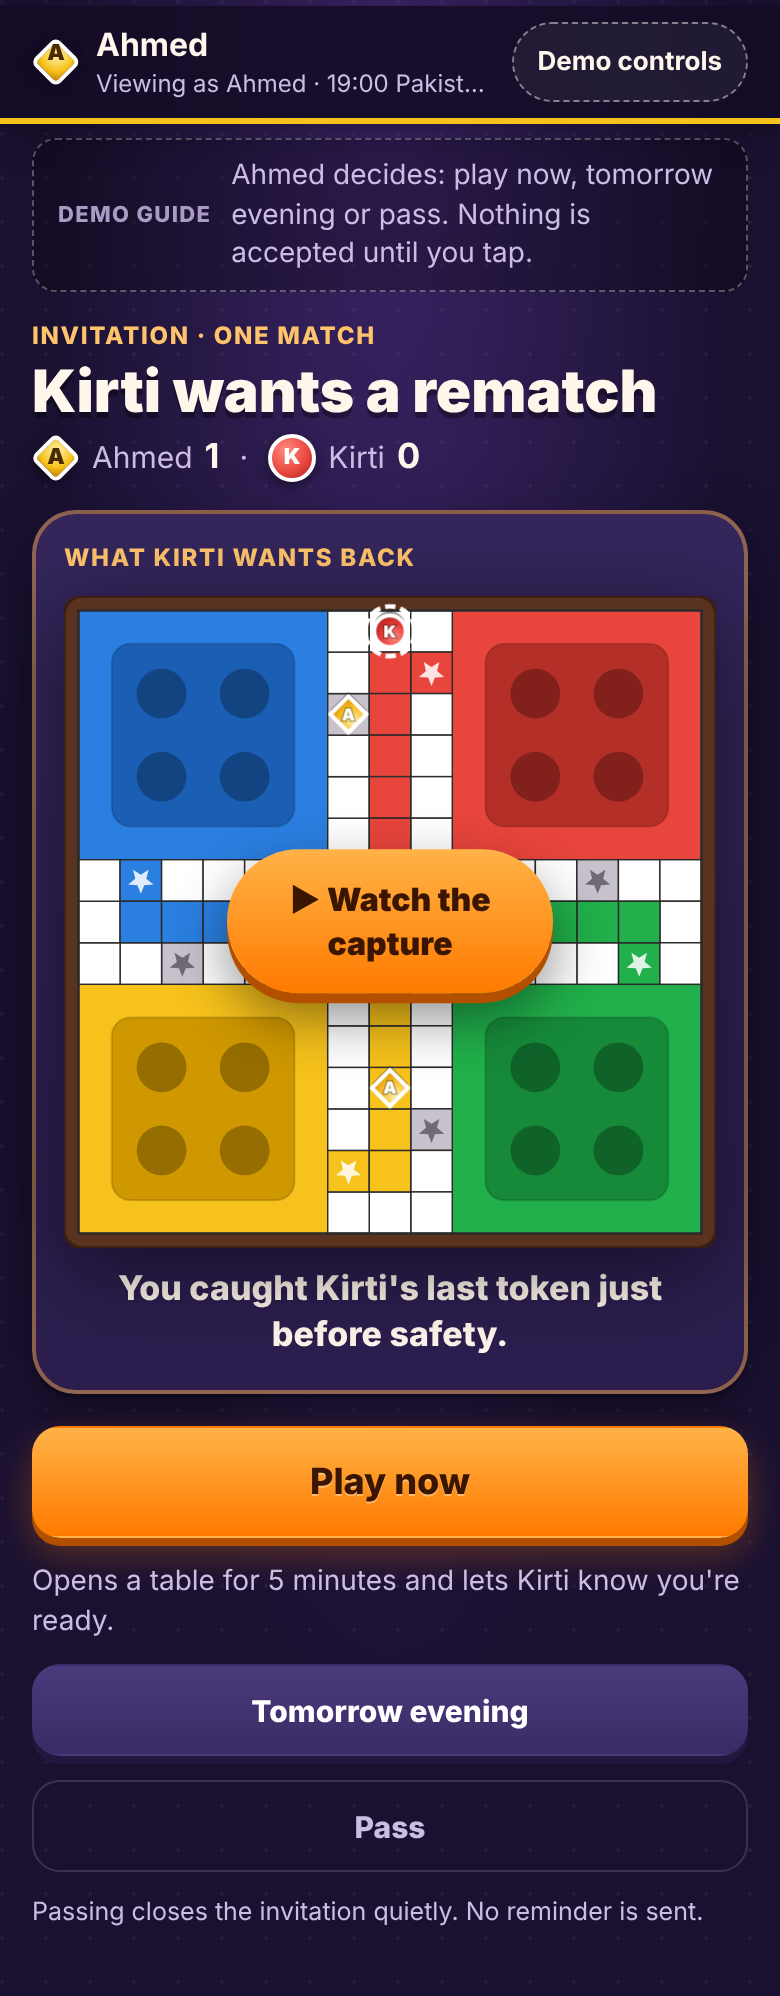 A
Ahmed
Viewing as Ahmed · 19:00 Pakist...
Demo controls
DEMO GUIDE
Ahmed decides: play now, tomorrow
evening or pass. Nothing is
accepted until you tap.
INVITATION · ONE MATCH
Kirti wants a rematch
A Ahmed 1 · K Kirti 0
WHAT KIRTI WANTS BACK
K
A
▶ Watch the
capture
A
You caught Kirti's last token just
before safety.
Play now
Opens a table for 5 minutes and lets Kirti know you're
ready.
Tomorrow evening
Pass
Passing closes the invitation quietly. No reminder is sent.